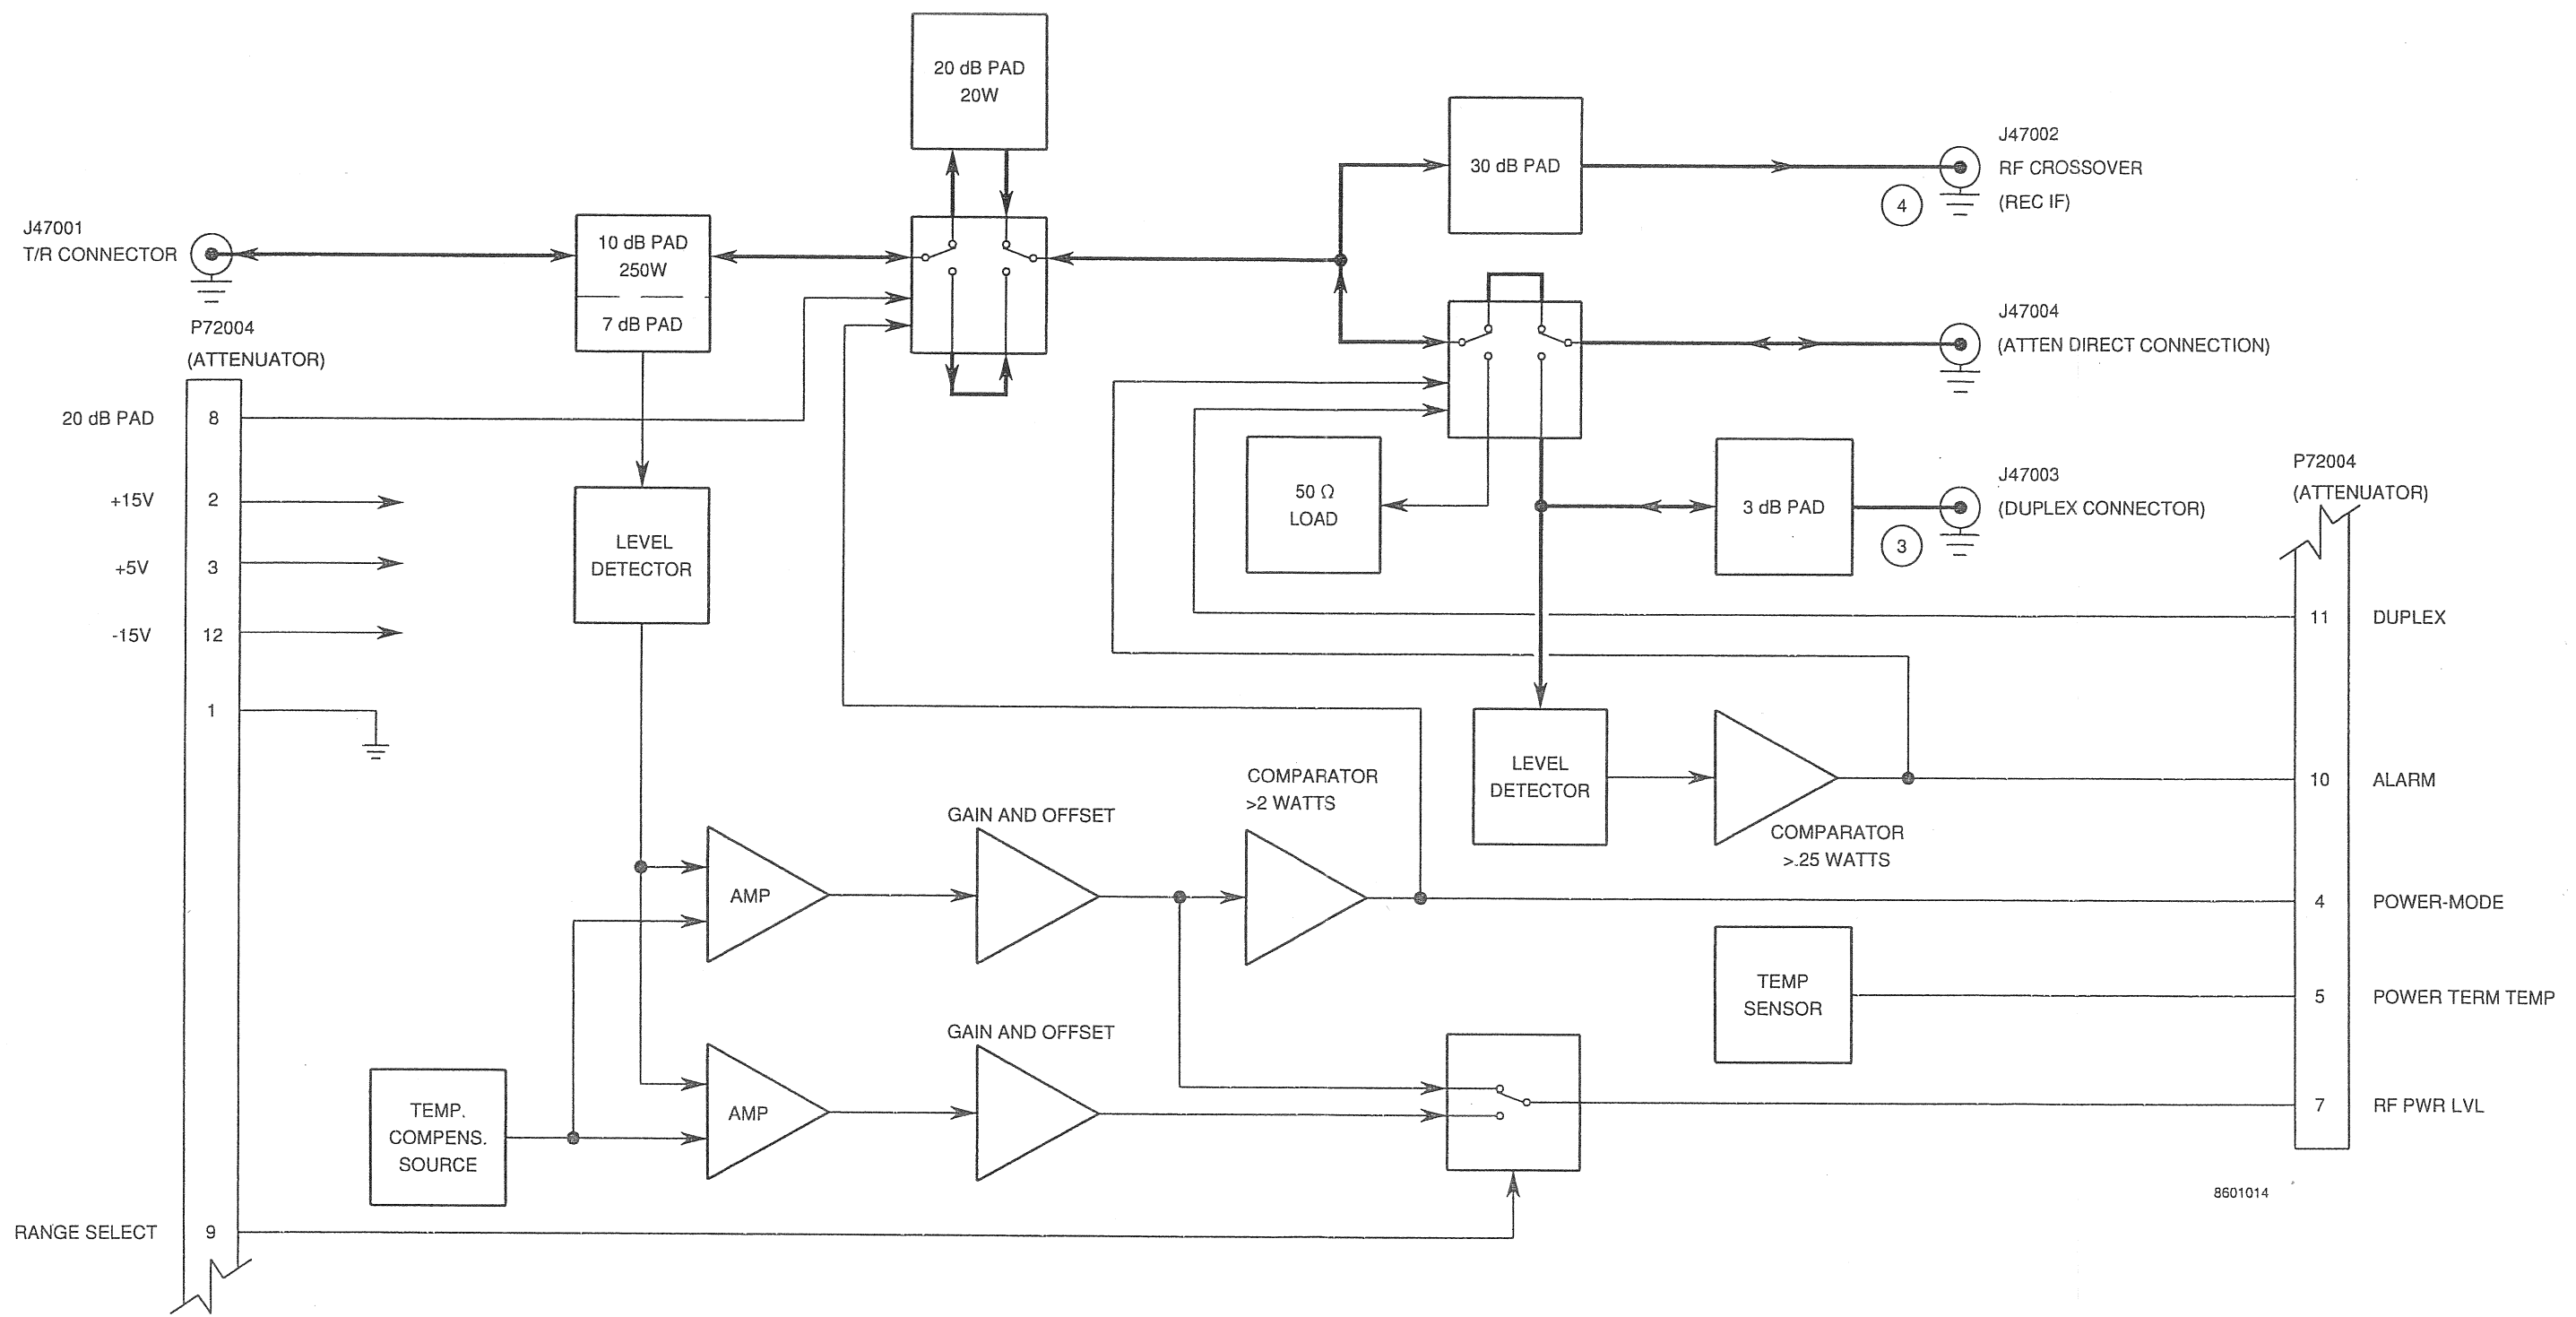 20 dB PAD
20W
J47001
T/R CONNECTOR
10 dB PAD
250W
7 dB PAD
30 dB PAD
J47002
RF CROSSOVER
(REC IF)
4
J47004
(ATTEN DIRECT CONNECTION)
P72004
(ATTENUATOR)
20 dB PAD
8
+15V
2
+5V
3
-15V
12
1
LEVEL
DETECTOR
50 Ω
LOAD
3 dB PAD
J47003
(DUPLEX CONNECTOR)
3
P72004
(ATTENUATOR)
11
DUPLEX
LEVEL
DETECTOR
COMPARATOR
>.25 WATTS
10
ALARM
COMPARATOR
>2 WATTS
GAIN AND OFFSET
AMP
4
POWER-MODE
TEMP
SENSOR
5
POWER TERM TEMP
GAIN AND OFFSET
AMP
TEMP.
COMPENS.
SOURCE
7
RF PWR LVL
8601014
RANGE SELECT
9